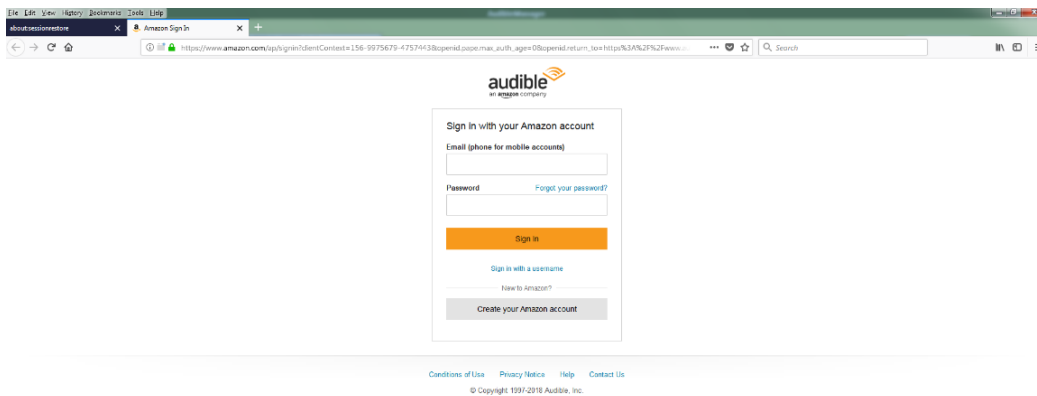 File Edit View History Bookmarks Tools Help
about:sessionrestore
Amazon Sign In
https://www.amazon.com/ap/signin?clientContext=156-9975679-4757443&openid.pape.max_auth_age=0&openid.return_to=https%3A%2F%2Fwww.
Search
audible
an amazon company
Sign in with your Amazon account
Email (phone for mobile accounts)
Password Forgot your password?
Sign in
Sign in with a username
New to Amazon?
Create your Amazon account
Conditions of Use Privacy Notice Help Contact Us
© Copyright 1997-2018 Audible, Inc.